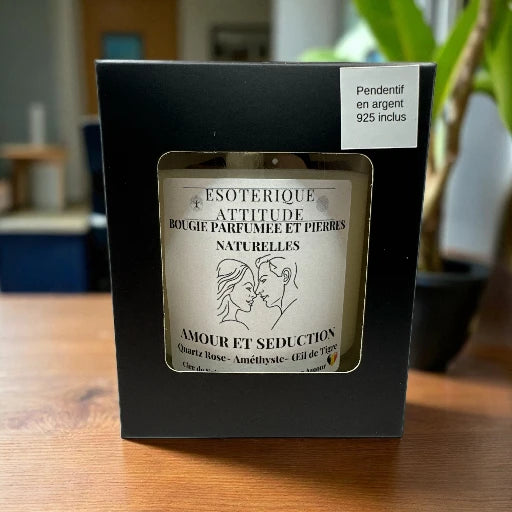 Pendentif
en argent
925 inclus
ESOTERIQUE
ATTITUDE
BOUGIE PARFUMEE ET PIERRES
NATURELLES
AMOUR ET SEDUCTION
Quartz Rose- Améthyste- Œil de Tigre